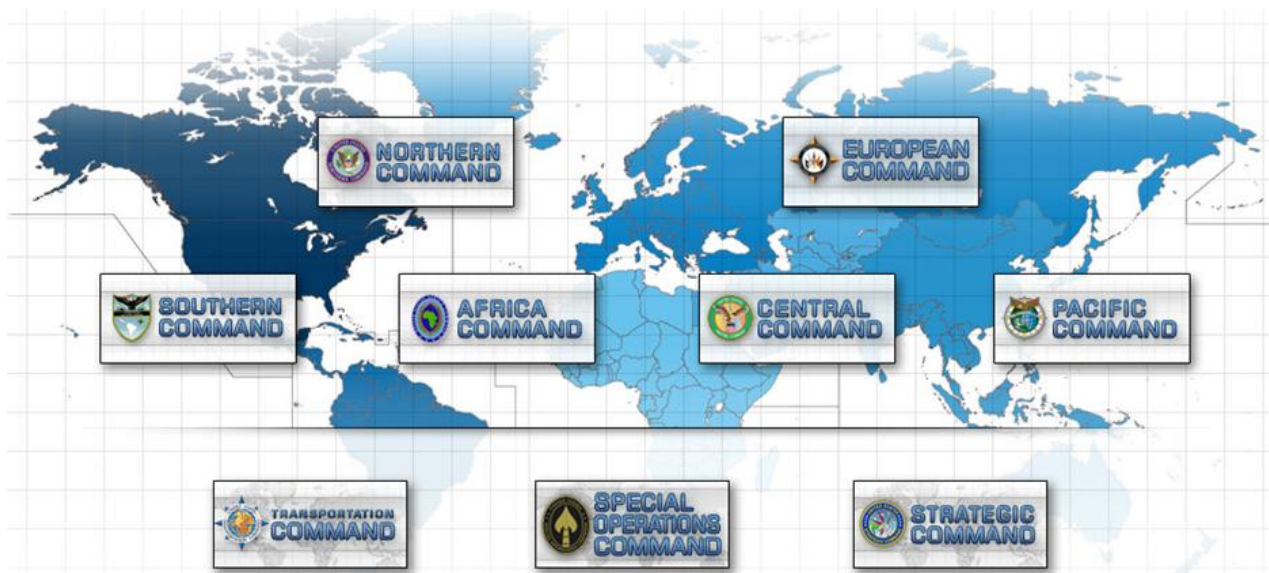 NORTHERN
COMMAND
EUROPEAN
COMMAND
SOUTHERN
COMMAND
AFRICA
COMMAND
CENTRAL
COMMAND
PACIFIC
COMMAND
TRANSPORTATION
COMMAND
SPECIAL
OPERATIONS
COMMAND
STRATEGIC
COMMAND